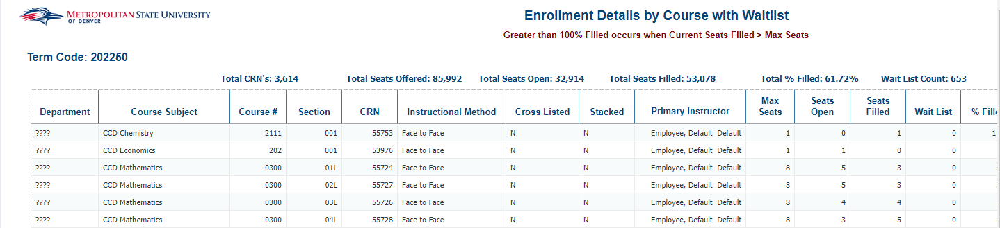 METROPOLITAN STATE UNIVERSITY
OF DENVER
Enrollment Details by Course with Waitlist
Greater than 100% Filled occurs when Current Seats Filled > Max Seats
Term Code: 202250
Total CRN's: 3,614 Total Seats Offered: 85,992 Total Seats Open: 32,914 Total Seats Filled: 53,078 Total % Filled: 61.72% Wait List Count: 653
Department Course Subject Course # Section CRN Instructional Method Cross Listed Stacked Primary Instructor Max Seats Seats Open Seats Filled Wait List % Fille
???? CCD Chemistry 2111 001 55753 Face to Face N N Employee, Default Default 1 0 1 0
???? CCD Economics 202 001 53976 Face to Face N N Employee, Default Default 1 1 0 0
???? CCD Mathematics 0300 01L 55724 Face to Face N N Employee, Default Default 8 5 3 0
???? CCD Mathematics 0300 02L 55727 Face to Face N N Employee, Default Default 8 5 3 0
???? CCD Mathematics 0300 03L 55726 Face to Face N N Employee, Default Default 8 4 4 0
???? CCD Mathematics 0300 04L 55728 Face to Face N N Employee, Default Default 8 3 5 0